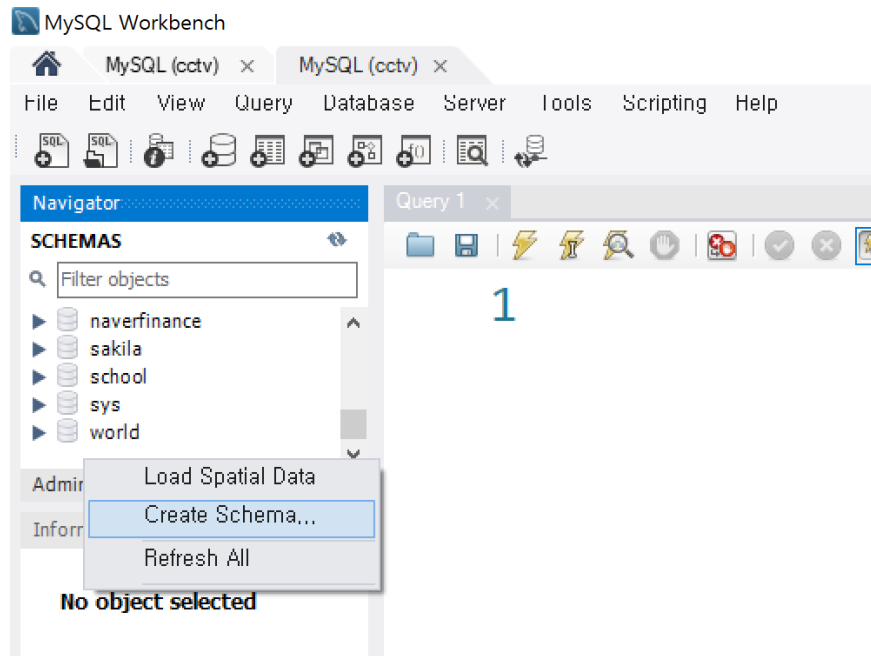 MySQL Workbench
MySQL (cctv) × MySQL (cctv) ×
File Edit View Query Database Server Tools Scripting Help
SQL SQL
Navigator
Query 1 ×
SCHEMAS
Filter objects
1
naverfinance
sakila
school
sys
world
Admin
Load Spatial Data
Create Schema...
Inform
Refresh All
No object selected